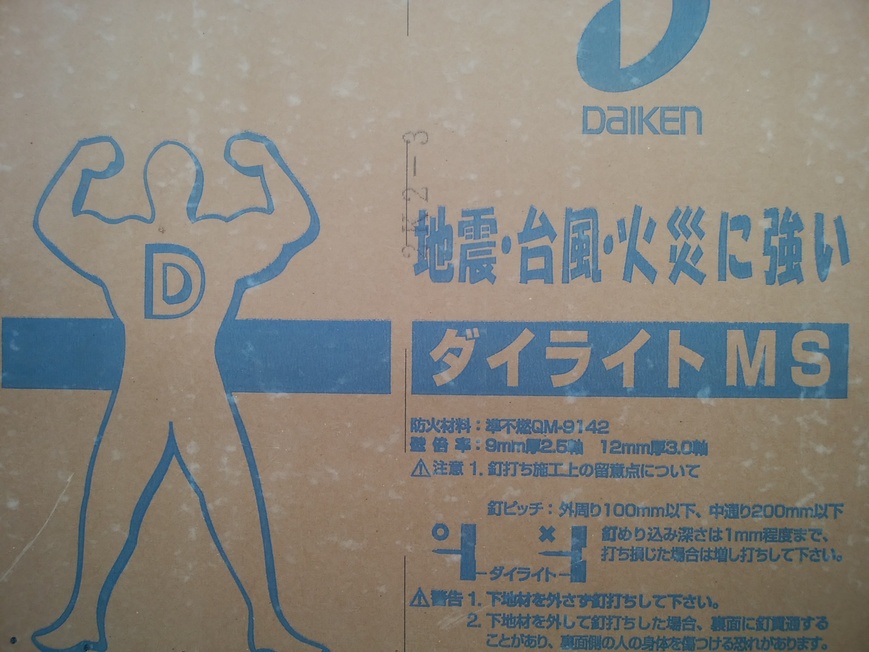 DAIKEN
2K2-3
地震・台風・火災に強い
D
ダイライトMS
防火材料：準不燃QM-9142
壁倍率：9mm厚2.5軸 12mm厚3.0軸
⚠注意 1. 釘打ち施工上の留意点について
釘ピッチ：外周り100mm以下、中通り200mm以下
○ × 釘めり込み深さは1mm程度まで、
打ち損じた場合は増し打ちして下さい。
ダイライト
⚠警告 1. 下地材を外さず釘打ちして下さい。
2. 下地材を外して釘打ちした場合、裏面に釘貫通する
ことがあり、裏面側の人の身体を傷つける恐れがあります。